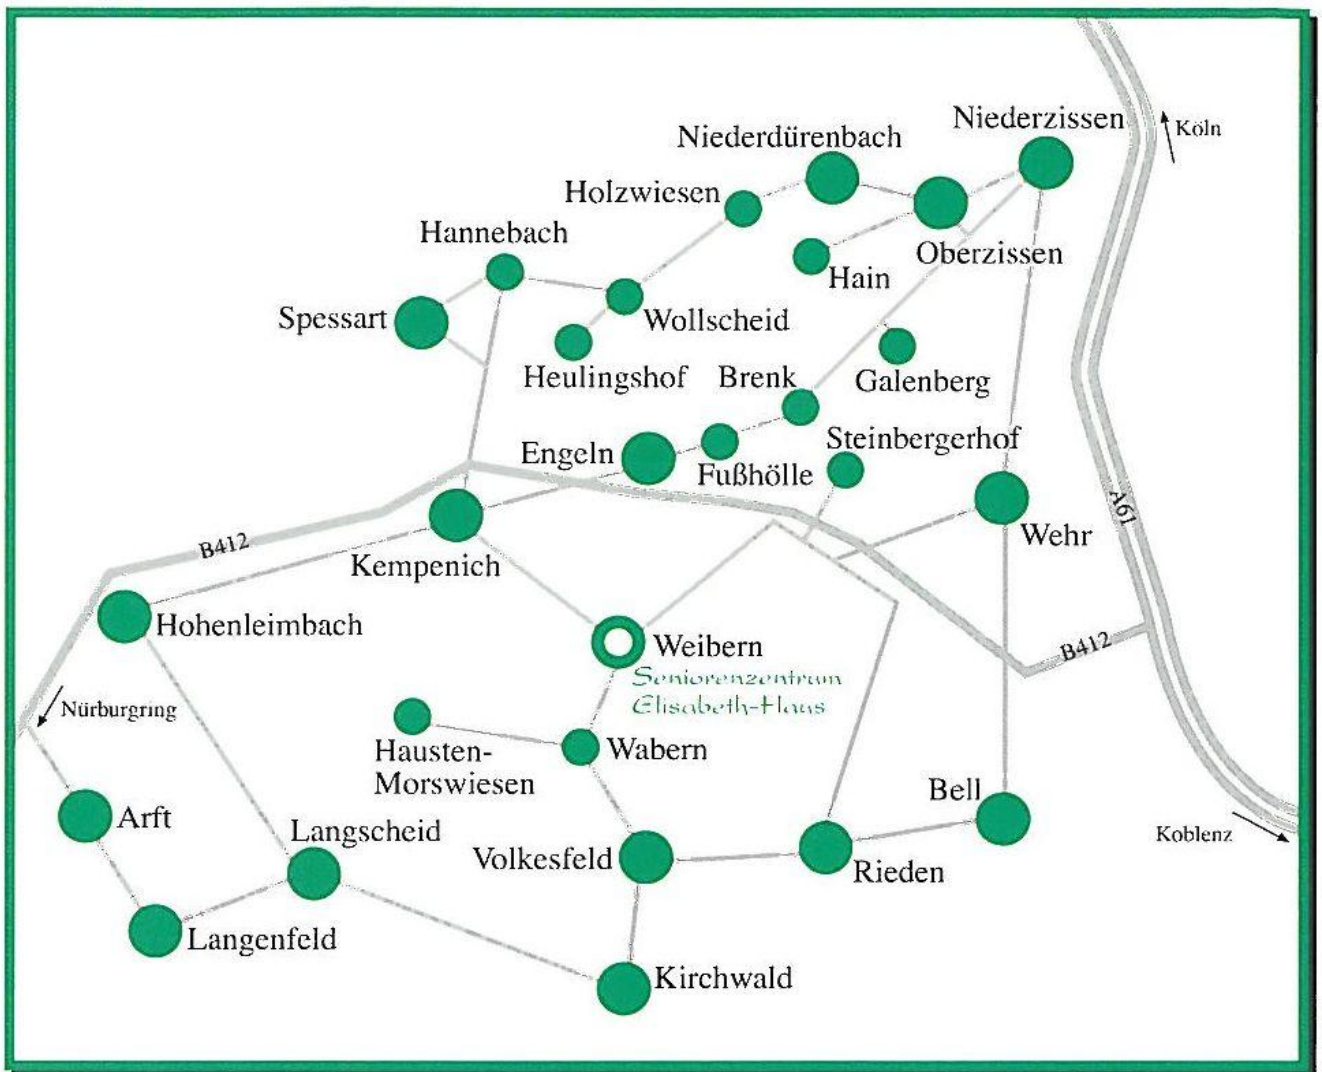 Niederzissen
Köln
Niederdürenbach
Holzwiesen
Hannebach
Oberzissen
Hain
Spessart
Wollscheid
Heulingshof
Brenk
Galenberg
Steinbergerhof
Engeln
Fußhölle
A61
Wehr
B412
Kempenich
Hohenleimbach
Weibern
B412
Seniorenzentrum
Elisabeth-Haus
Nürburgring
Hausten-
Morswiesen
Wabern
Bell
Arft
Langscheid
Koblenz
Volkesfeld
Rieden
Langenfeld
Kirchwald